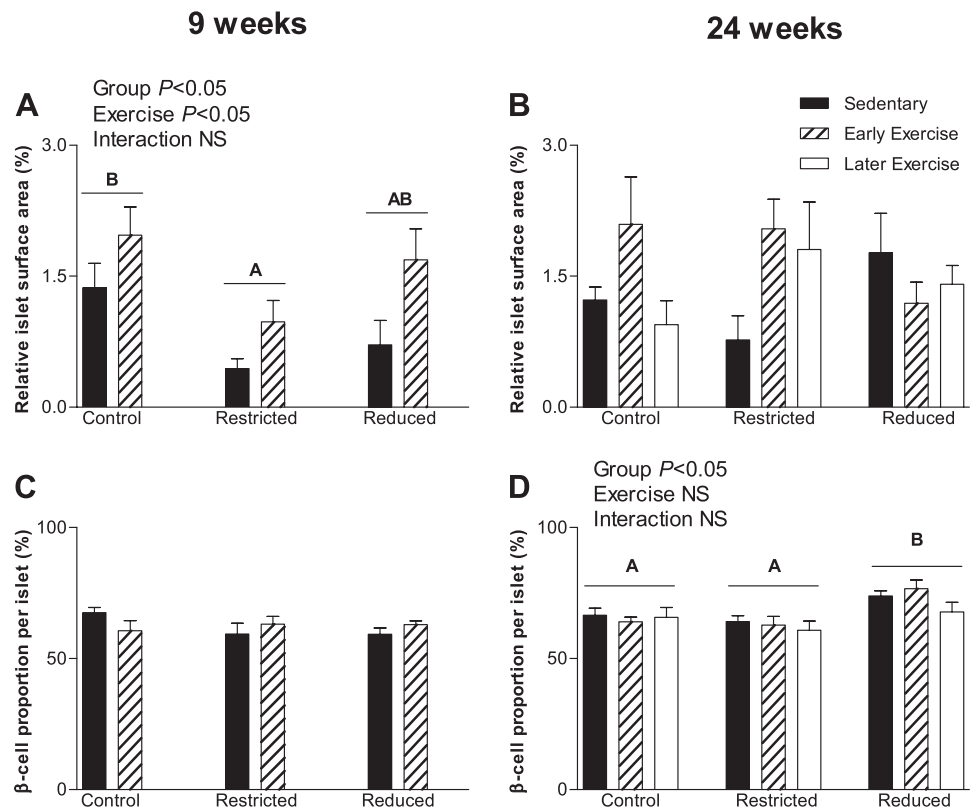 9 weeks
24 weeks
A
Group P<0.05
Exercise P<0.05
Interaction NS
Relative islet surface area (%)
3.0
1.5
0.0
B
A
AB
Control
Restricted
Reduced
B
Sedentary
Early Exercise
Later Exercise
Relative islet surface area (%)
3.0
1.5
0.0
Control
Restricted
Reduced
C
β-cell proportion per islet (%)
100
50
0
Control
Restricted
Reduced
D
Group P<0.05
Exercise NS
Interaction NS
β-cell proportion per islet (%)
100
50
0
A
A
B
Control
Restricted
Reduced